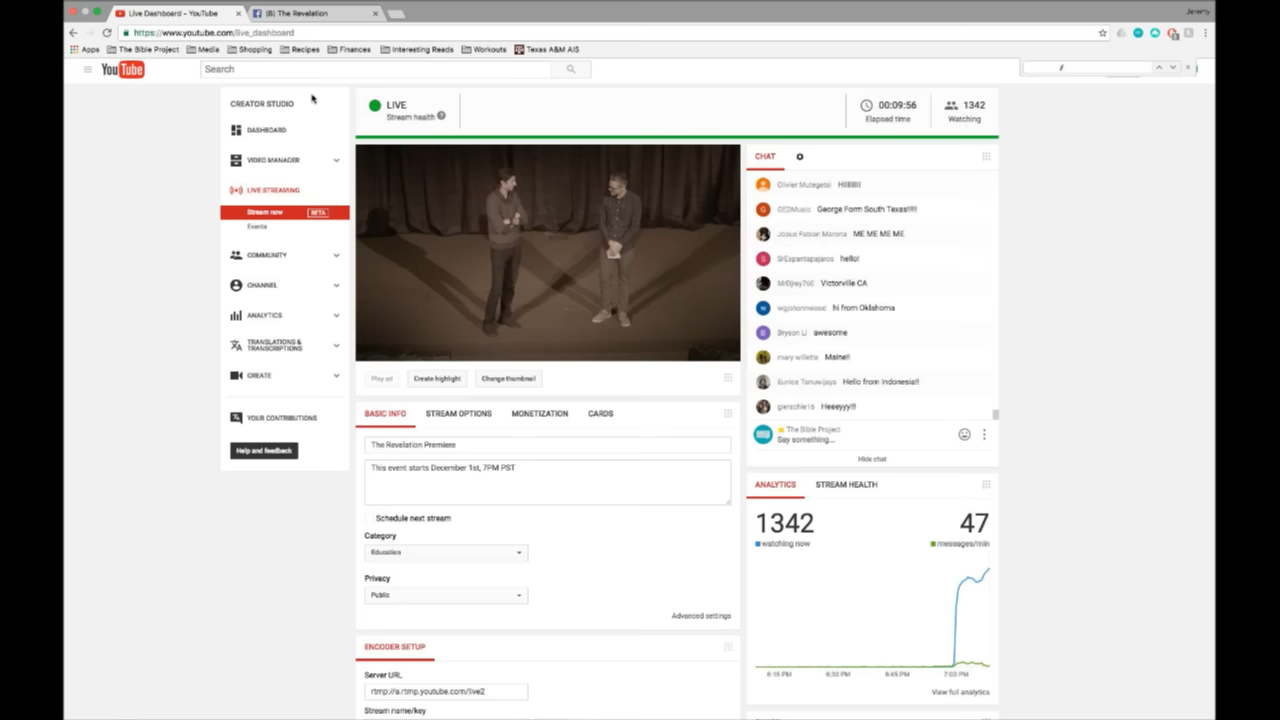 Live Dashboard - YouTube
(6) The Revelation
Jeremy
https://www.youtube.com/live_dashboard
Apps
The Bible Project
Media
Shopping
Recipes
Finances
Interesting Reads
Workouts
Texas A&M AIS
YouTube
Search
CREATOR STUDIO
DASHBOARD
VIDEO MANAGER
LIVE STREAMING
Stream now BETA
Events
COMMUNITY
CHANNEL
ANALYTICS
TRANSLATIONS &
TRANSCRIPTIONS
CREATE
YOUR CONTRIBUTIONS
Help and feedback
LIVE
Stream health
00:09:56
Elapsed time
1342
Watching
Play ad
Create highlight
Change thumbnail
BASIC INFO
STREAM OPTIONS
MONETIZATION
CARDS
The Revelation Premiere
This event starts December 1st, 7PM PST
Schedule next stream
Category
Education
Privacy
Public
Advanced settings
ENCODER SETUP
Server URL
rtmp://a.rtmp.youtube.com/live2
Stream name/key
CHAT
George Form South Texas!!!!!
ME ME ME ME
hello!
Victorville CA
hi from Oklahoma
Bryson Li awesome
mary willette Maine!!
Eunice Tanuwijaya Hello from Indonesia!!
Heeeyy!!!
The Bible Project
Say something...
Hide chat
ANALYTICS
STREAM HEALTH
1342
watching now
47
messages/min
6:15 PM
6:30 PM
6:45 PM
7:03 PM
View full analytics